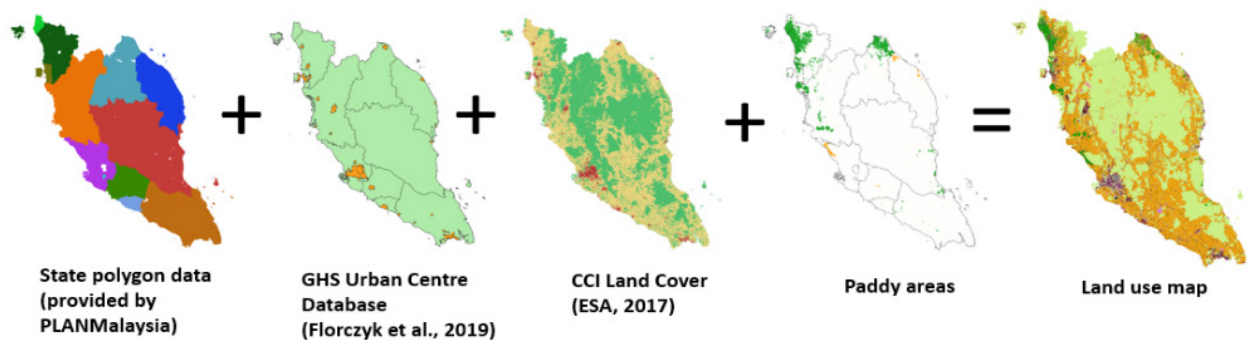 + + + =
State polygon data
(provided by
PLANMalaysia)
GHS Urban Centre
Database
(Florczyk et al., 2019)
CCI Land Cover
(ESA, 2017)
Paddy areas
Land use map